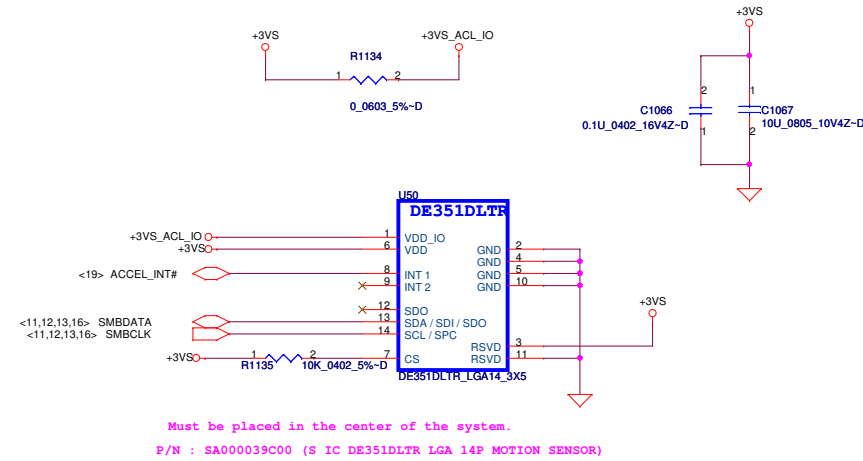 +3VS
+3VS +3VS_ACL_IO
R1134
1 2
0_0603_5%~D
2 1
C1066 C1067
0.1U_0402_16V4Z~D 10U_0805_10V4Z~D
1 2
U50
DE351DLTR
+3VS_ACL_IO 1 VDD_IO
+3VS 6 VDD GND 2
GND 4
<19> ACCEL_INT# 8 INT 1 GND 5
9 INT 2 GND 10
12 SDO
<11,12,13,16> SMBDATA 13 SDA / SDI / SDO
<11,12,13,16> SMBCLK 14 SCL / SPC
+3VS
RSVD 3
+3VS 1 2 7 CS RSVD 11
R1135 10K_0402_5%~D
DE351DLTR_LGA14_3X5
Must be placed in the center of the system.
P/N : SA000039C00 (S IC DE351DLTR LGA 14P MOTION SENSOR)